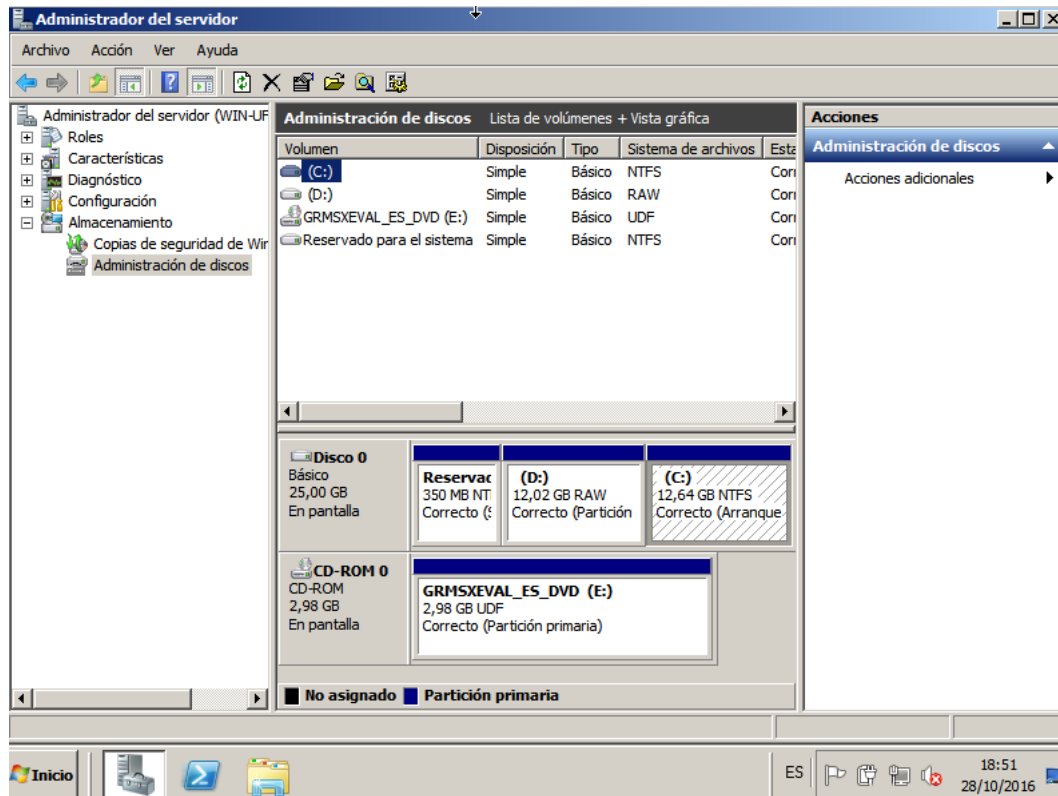 Administrador del servidor
Archivo Acción Ver Ayuda
Administrador del servidor (WIN-UF
Roles
Características
Diagnóstico
Configuración
Almacenamiento
Copias de seguridad de Wir
Administración de discos
Administración de discos Lista de volúmenes + Vista gráfica
Volumen Disposición Tipo Sistema de archivos Esta
(C:) Simple Básico NTFS Corr
(D:) Simple Básico RAW Corr
GRMSXEVAL_ES_DVD (E:) Simple Básico UDF Corr
Reservado para el sistema Simple Básico NTFS Corr
Disco 0
Básico
25,00 GB
En pantalla
Reservac
350 MB NTI
Correcto (S
(D:)
12,02 GB RAW
Correcto (Partición
(C:)
12,64 GB NTFS
Correcto (Arranque
CD-ROM 0
CD-ROM
2,98 GB
En pantalla
GRMSXEVAL_ES_DVD (E:)
2,98 GB UDF
Correcto (Partición primaria)
No asignado Partición primaria
Acciones
Administración de discos
Acciones adicionales
Inicio
ES
18:51
28/10/2016